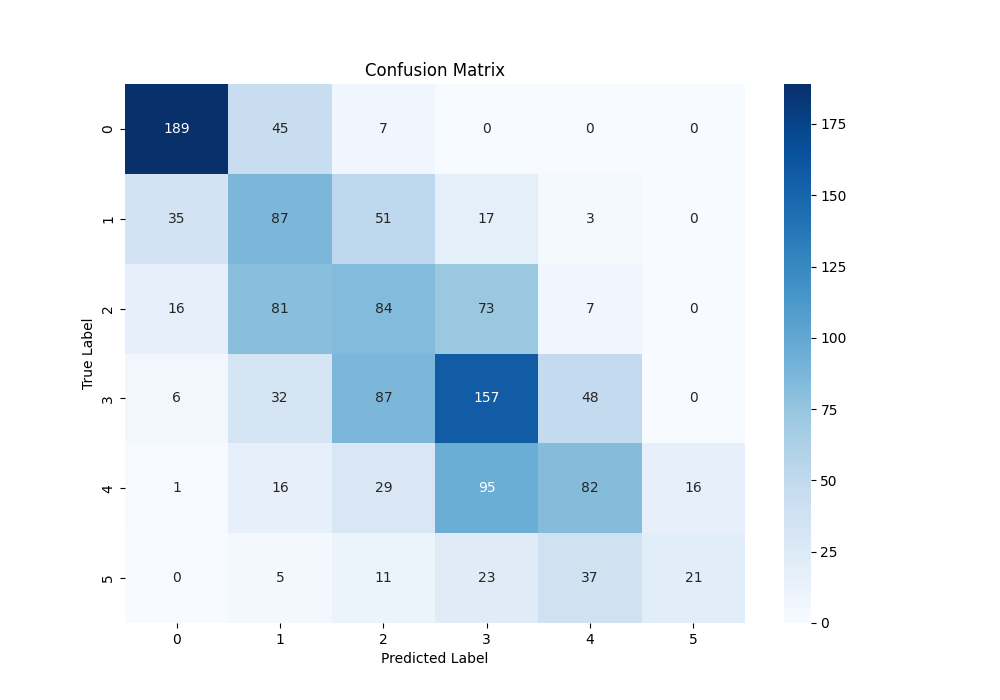 Confusion Matrix
True Label
0 189 45 7 0 0 0
1 35 87 51 17 3 0
2 16 81 84 73 7 0
3 6 32 87 157 48 0
4 1 16 29 95 82 16
5 0 5 11 23 37 21
0 1 2 3 4 5
Predicted Label
175
150
125
100
75
50
25
0